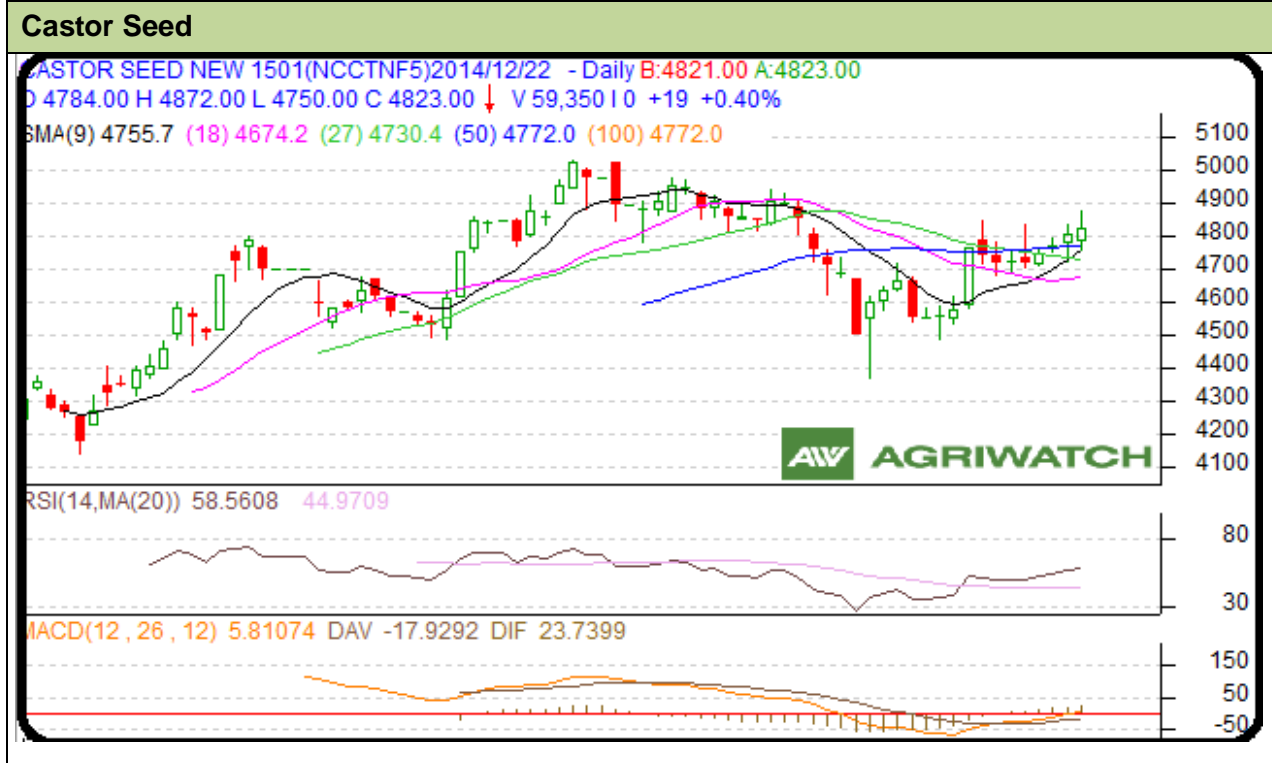 Castor Seed
CASTOR SEED NEW 1501(NCCTNF5)2014/12/22 - Daily B:4821.00 A:4823.00
O 4784.00 H 4872.00 L 4750.00 C 4823.00 V 59,350 I 0 +19 +0.40%
SMA(9) 4755.7 (18) 4674.2 (27) 4730.4 (50) 4772.0 (100) 4772.0
5100
5000
4900
4800
4700
4600
4500
4400
4300
4200
4100
AW AGRIWATCH
RSI(14,MA(20)) 58.5608 44.9709
80
30
MACD(12 , 26 , 12) 5.81074 DAV -17.9292 DIF 23.7399
150
50
-50